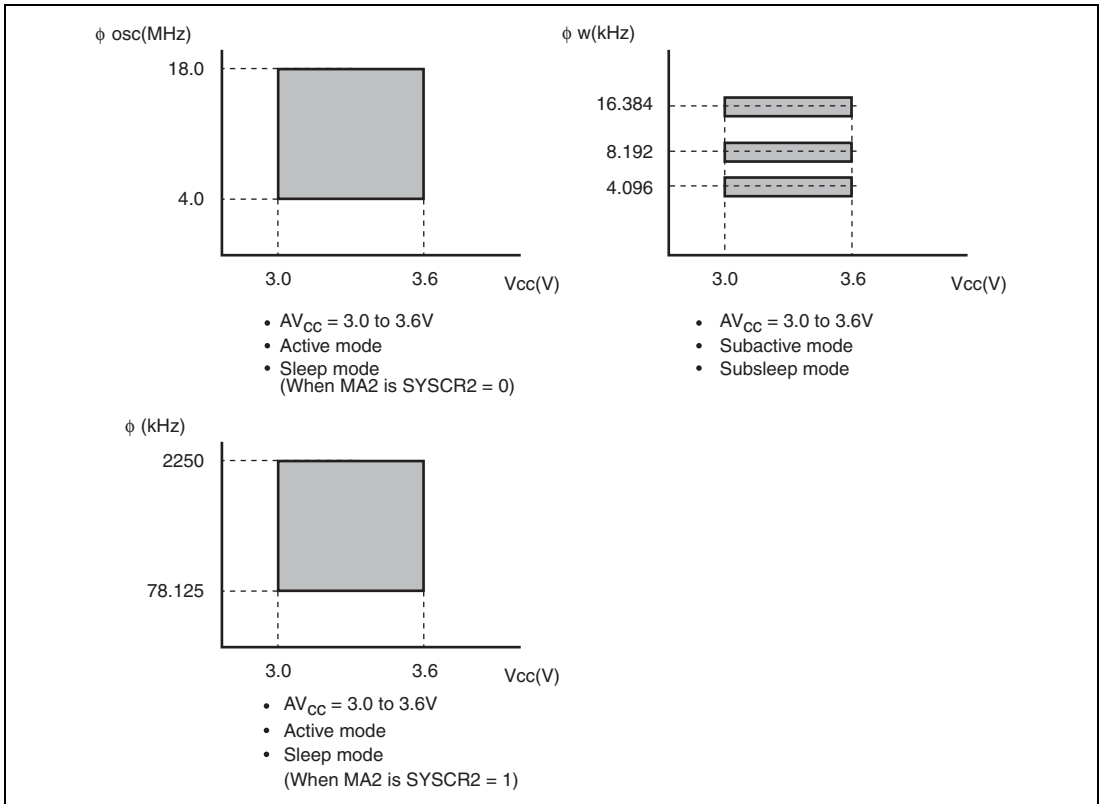 φ osc(MHz)
18.0
4.0
3.0 3.6 Vcc(V)
• AVCC = 3.0 to 3.6V
• Active mode
• Sleep mode
(When MA2 is SYSCR2 = 0)
φ w(kHz)
16.384
8.192
4.096
3.0 3.6 Vcc(V)
• AVCC = 3.0 to 3.6V
• Subactive mode
• Subsleep mode
φ (kHz)
2250
78.125
3.0 3.6 Vcc(V)
• AVCC = 3.0 to 3.6V
• Active mode
• Sleep mode
(When MA2 is SYSCR2 = 1)